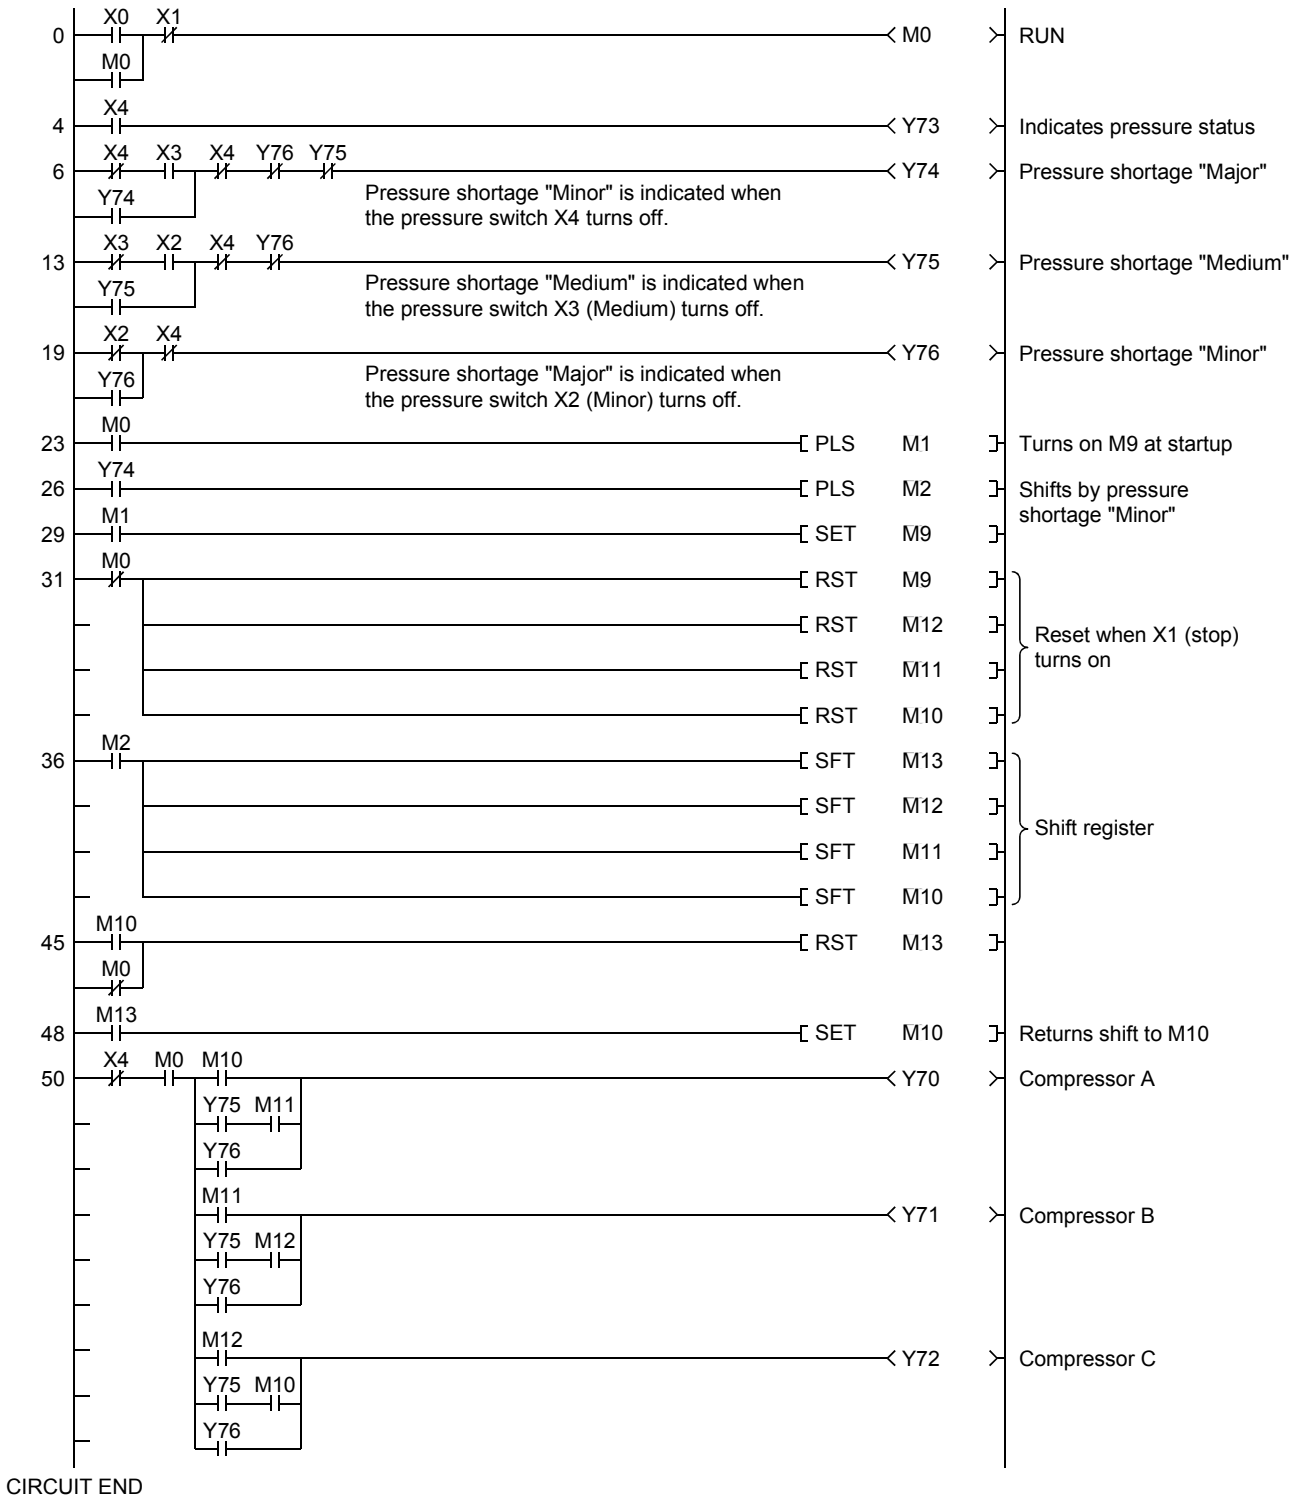 X0 X1
0 M0 RUN
M0
X4
4 Y73 Indicates pressure status
X4 X3 X4 Y76 Y75
6 Y74 Pressure shortage "Major"
Y74
Pressure shortage "Minor" is indicated when
the pressure switch X4 turns off.
X3 X2 X4 Y76
13 Y75 Pressure shortage "Medium"
Y75
Pressure shortage "Medium" is indicated when
the pressure switch X3 (Medium) turns off.
X2 X4
19 Y76 Pressure shortage "Minor"
Y76
Pressure shortage "Major" is indicated when
the pressure switch X2 (Minor) turns off.
M0
23 PLS M1 Turns on M9 at startup
Y74
26 PLS M2 Shifts by pressure
shortage "Minor"
M1
29 SET M9
M0
31 RST M9
RST M12
Reset when X1 (stop)
turns on
RST M11
RST M10
M2
36 SFT M13
SFT M12
Shift register
SFT M11
SFT M10
M10
45 RST M13
M0
M13
48 SET M10 Returns shift to M10
X4 M0 M10
50 Y70 Compressor A
Y75 M11
Y76
M11
Y71 Compressor B
Y75 M12
Y76
M12
Y72 Compressor C
Y75 M10
Y76
CIRCUIT END